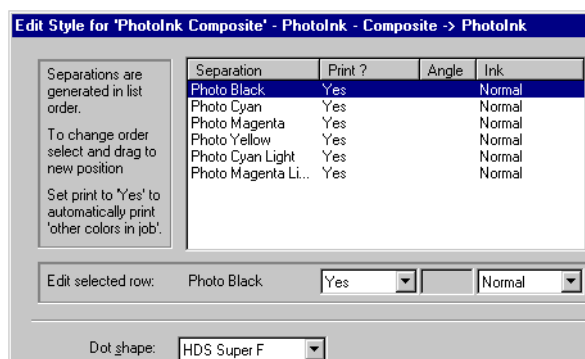 Edit Style for 'PhotoInk Composite' - PhotoInk - Composite -> PhotoInk
Separations are
generated in list
order.
To change order
select and drag to
new position
Set print to 'Yes' to
automatically print
'other colors in job'.
Separation Print ? Angle Ink
Photo Black Yes Normal
Photo Cyan Yes Normal
Photo Magenta Yes Normal
Photo Yellow Yes Normal
Photo Cyan Light Yes Normal
Photo Magenta Li... Yes Normal
Edit selected row: Photo Black Yes Normal
Dot shape: HDS Super F